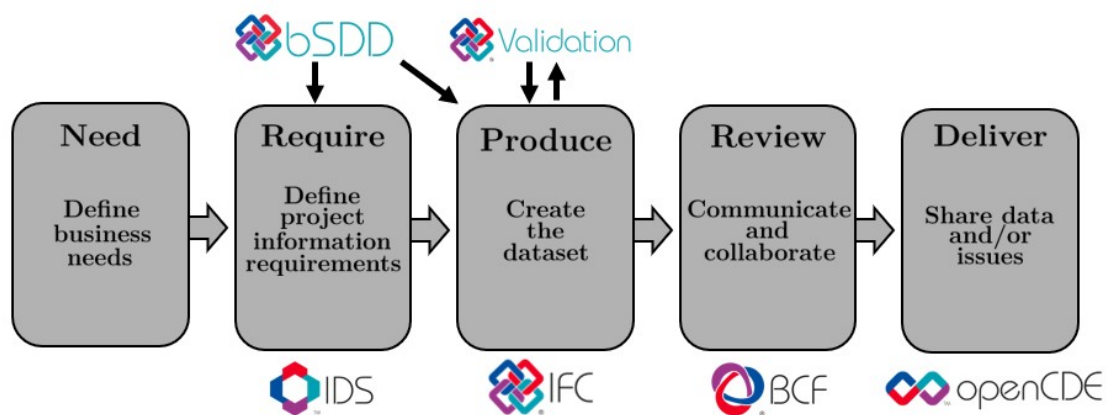 bSDD
Validation
Need
Define
business
needs
Require
Define
project
information
requirements
Produce
Create
the
dataset
Review
Communicate
and
collaborate
Deliver
Share data
and/or
issues
IDS
IFC
BCF
openCDE